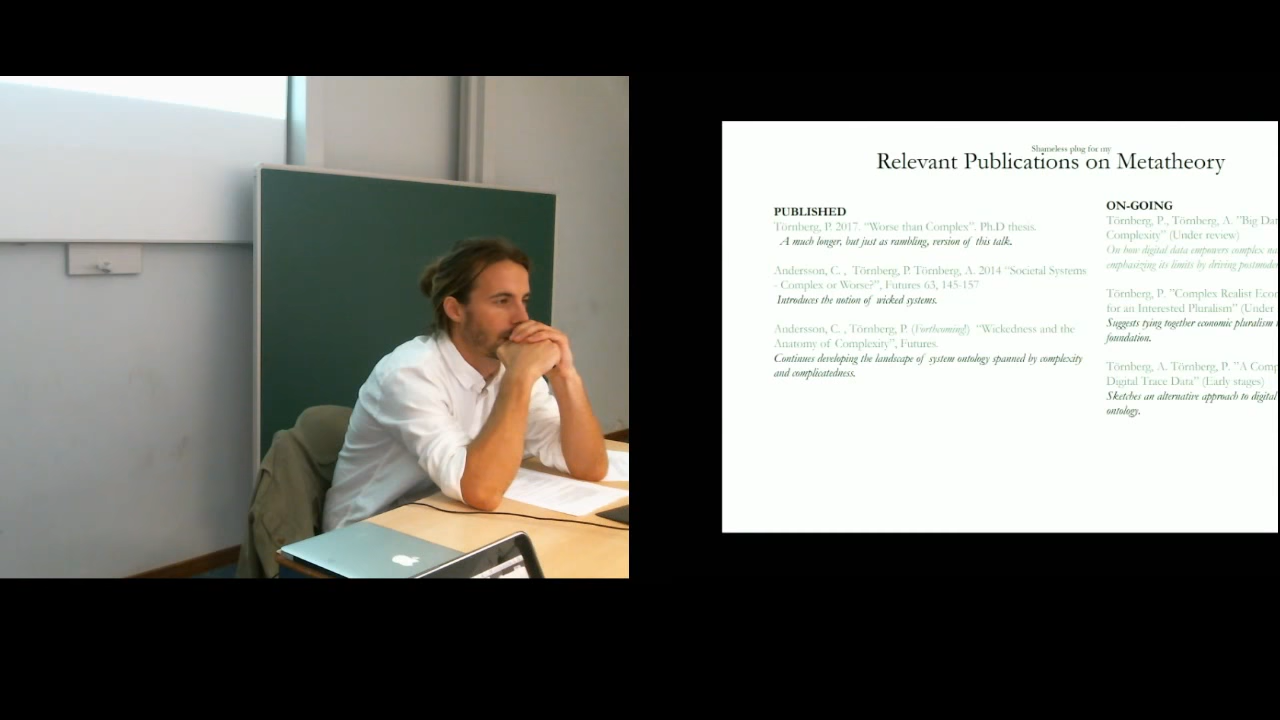 Shameless plug for my
Relevant Publications on Metatheory
PUBLISHED
Törnberg, P. 2017. “Worse than Complex”. Ph.D thesis.
A much longer, but just as rambling, version of this talk.
Andersson, C. , Törnberg, P. Törnberg, A. 2014 “Societal Systems
- Complex or Worse?”, Futures 63, 145-157
Introduces the notion of wicked systems.
Andersson, C. , Törnberg, P. (Forthcoming!) “Wickedness and the
Anatomy of Complexity”, Futures.
Continues developing the landscape of system ontology spanned by complexity
and complicatedness.
ON-GOING
Törnberg, P., Törnberg, A. ”Big Da
Complexity” (Under review)
On how digital data empowers complex na
emphasizing its limits by driving postmode
Törnberg, P. ”Complex Realist Econ
for an Interested Pluralism” (Under
Suggests tying together economic pluralism
foundation.
Törnberg, A. Törnberg, P. ”A Comp
Digital Trace Data” (Early stages)
Sketches an alternative approach to digital
ontology.